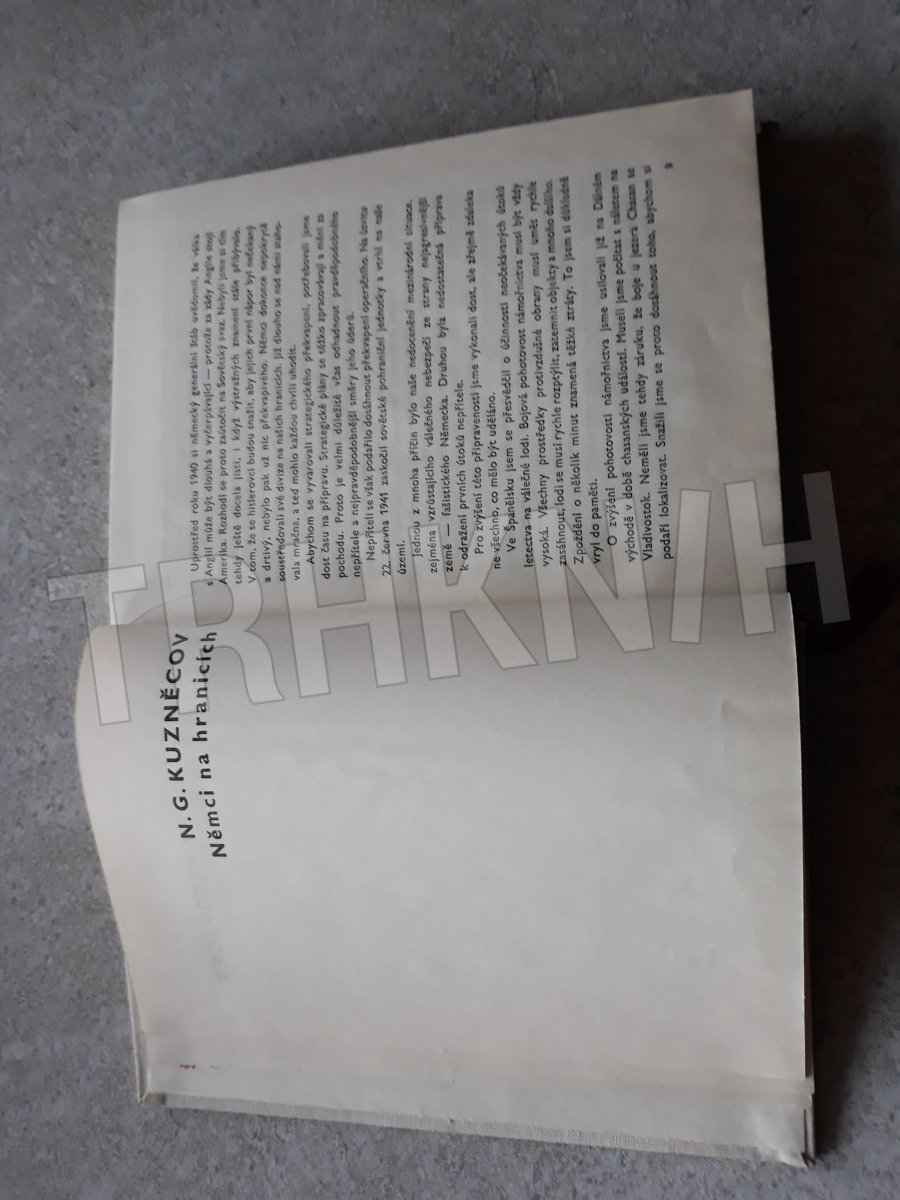 N. G. KUZNĚCOV
Němci na hranicích
Uprostřed roku 1940 si německý generální štáb uvědomil, že válka
s Anglií může být dlouhá a vyčerpávající — protože za zády Anglie stojí
Amerika. Rozhodl se proto zaútočit na Sovětský svaz. Nebyli jsme si tím
tehdy ještě docela jisti, i když výstražných znamení stále přibývalo.
V tom, že se hitlerovci budou snažit, aby jejich první nápor byl nečekaný
a drtivý, nebylo pak už nic překvapivého. Němci dokonce nepokrytě
soustřeďovali své divize na našich hranicích. Již dlouho se nad námi staho-
vala mračna, a teď mohlo každou chvíli uhodit.
Abychom se vyvarovali strategického překvapení, potřebovali jsme
dost času na přípravu. Strategické plány se těžko zpracovávají a mění za
pochodu. Proto je velmi důležité včas odhadnout pravděpodobného
nepřítele a nejpravděpodobnější směry jeho úderů.
Nepříteli se však podařilo dosáhnout překvapení operačního. Na úsvitu
22. června 1941 zaskočil sovětské pohraniční jednotky a vtrhl na naše
území.
Jednou z mnoha příčin bylo naše nedocenění mezinárodní situace,
zejména vzrůstajícího válečného nebezpečí ze strany nejagresivnější
země — fašistického Německa. Druhou byla nedostatečná příprava
k odražení prvních útoků nepřítele.
Pro zvýšení této připravenosti jsme vykonali dost, ale zřejmě zdaleka
ne všechno, co mělo být uděláno.
Ve Španělsku jsem se přesvědčil o účinnosti neočekávaných útoků
letectva na válečné lodi. Bojová pohotovost námořnictva musí být vždy
vysoká. Všechny prostředky protivzdušné obrany musí umět rychle
zasáhnout, lodi se musí rychle rozptýlit, zatemnit objekty a mnoho dalšího.
Zpoždění o několik minut znamená těžké ztráty. To jsem si důkladně
vryl do paměti.
O zvýšení pohotovosti námořnictva jsme usilovali již na Dálném
východě v době chasanských událostí. Museli jsme počítat s náletem na
Vladivostok. Neměli jsme tehdy záruku, že boje u jezera Chasan se
podaří lokalizovat. Snažili jsme se proto dosáhnout toho, abychom si
9
TRHKNIH